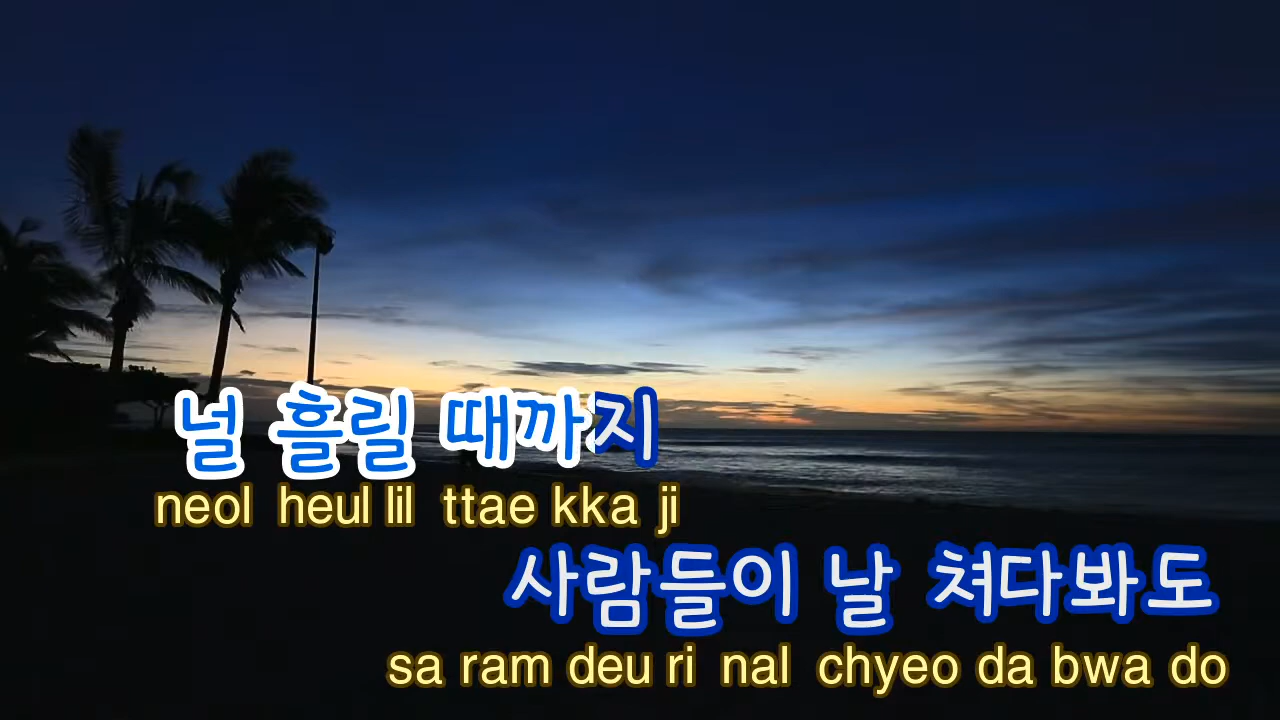 널 흘릴 때까지
neol heul lil ttae kka ji
사람들이 날 쳐다봐도
sa ram deu ri nal chyeo da bwa do